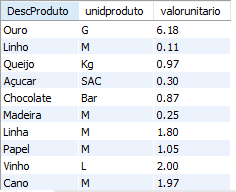 DescProduto unidproduto valorunitario
Ouro G 6.18
Linho M 0.11
Queijo Kg 0.97
Açucar SAC 0.30
Chocolate Bar 0.87
Madeira M 0.25
Linha M 1.80
Papel M 1.05
Vinho L 2.00
Cano M 1.97